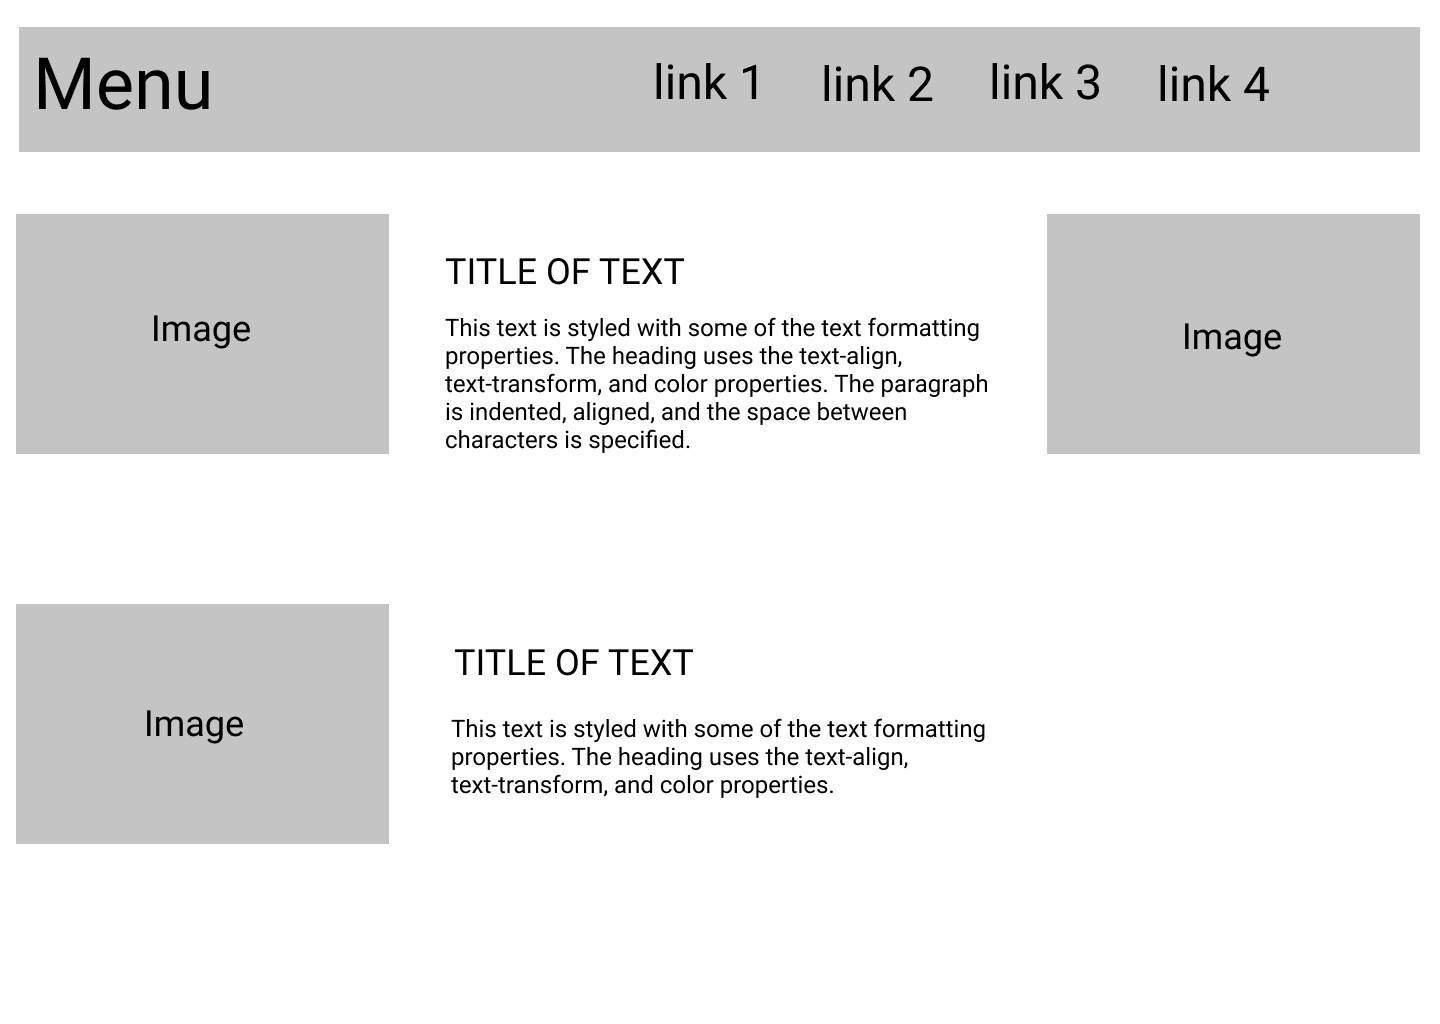 Menu
link 1 link 2 link 3 link 4
Image
TITLE OF TEXT
This text is styled with some of the text formatting
properties. The heading uses the text-align,
text-transform, and color properties. The paragraph
is indented, aligned, and the space between
characters is specified.
Image
Image
TITLE OF TEXT
This text is styled with some of the text formatting
properties. The heading uses the text-align,
text-transform, and color properties.